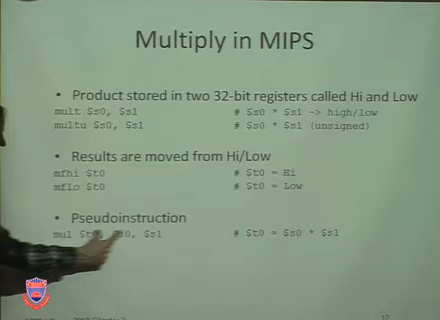 Multiply in MIPS
• Product stored in two 32-bit registers called Hi and Low
mult $s0, $s1 # $s0 * $s1 -> high/low
multu $s0, $s1 # $s0 * $s1 (unsigned)
• Results are moved from Hi/Low
mfhi $t0 # $t0 = Hi
mflo $t0 # $t0 = Low
• Pseudoinstruction
mul $s1 # $t0 = $s0 * $s1